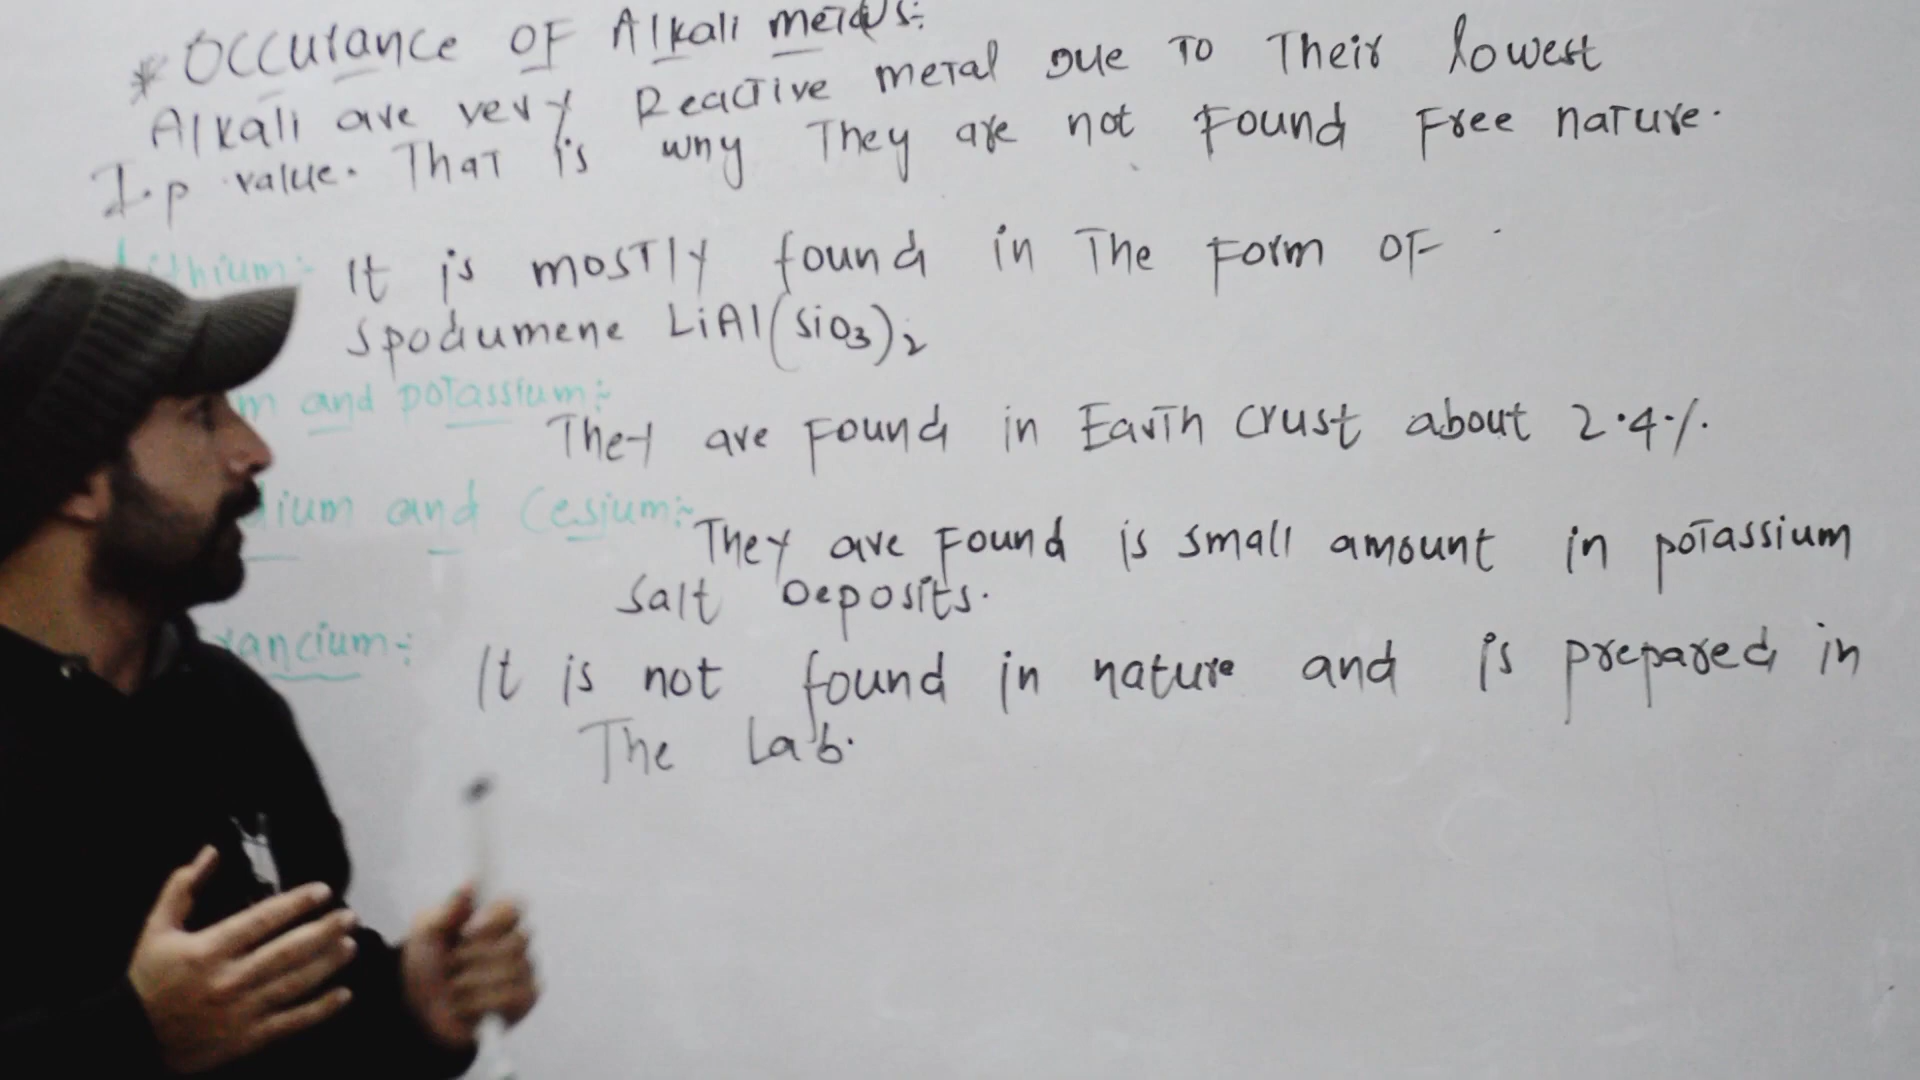 * Occurance OF Alkali metals:-
Alkali are very Reactive metal Due To Their lowest
I.p value. That is why They are not Found Free nature.
Lithium:- It is mostly found in The Form OF
Spodumene LiAl(SiO₃)₂
m and potassium:-
They are Found in Earth crust about 2.4%.
dium and Cesium:- They are Found is small amount in potassium
Salt Deposits.
Francium:- It is not found in nature and is prepared in
The Lab.